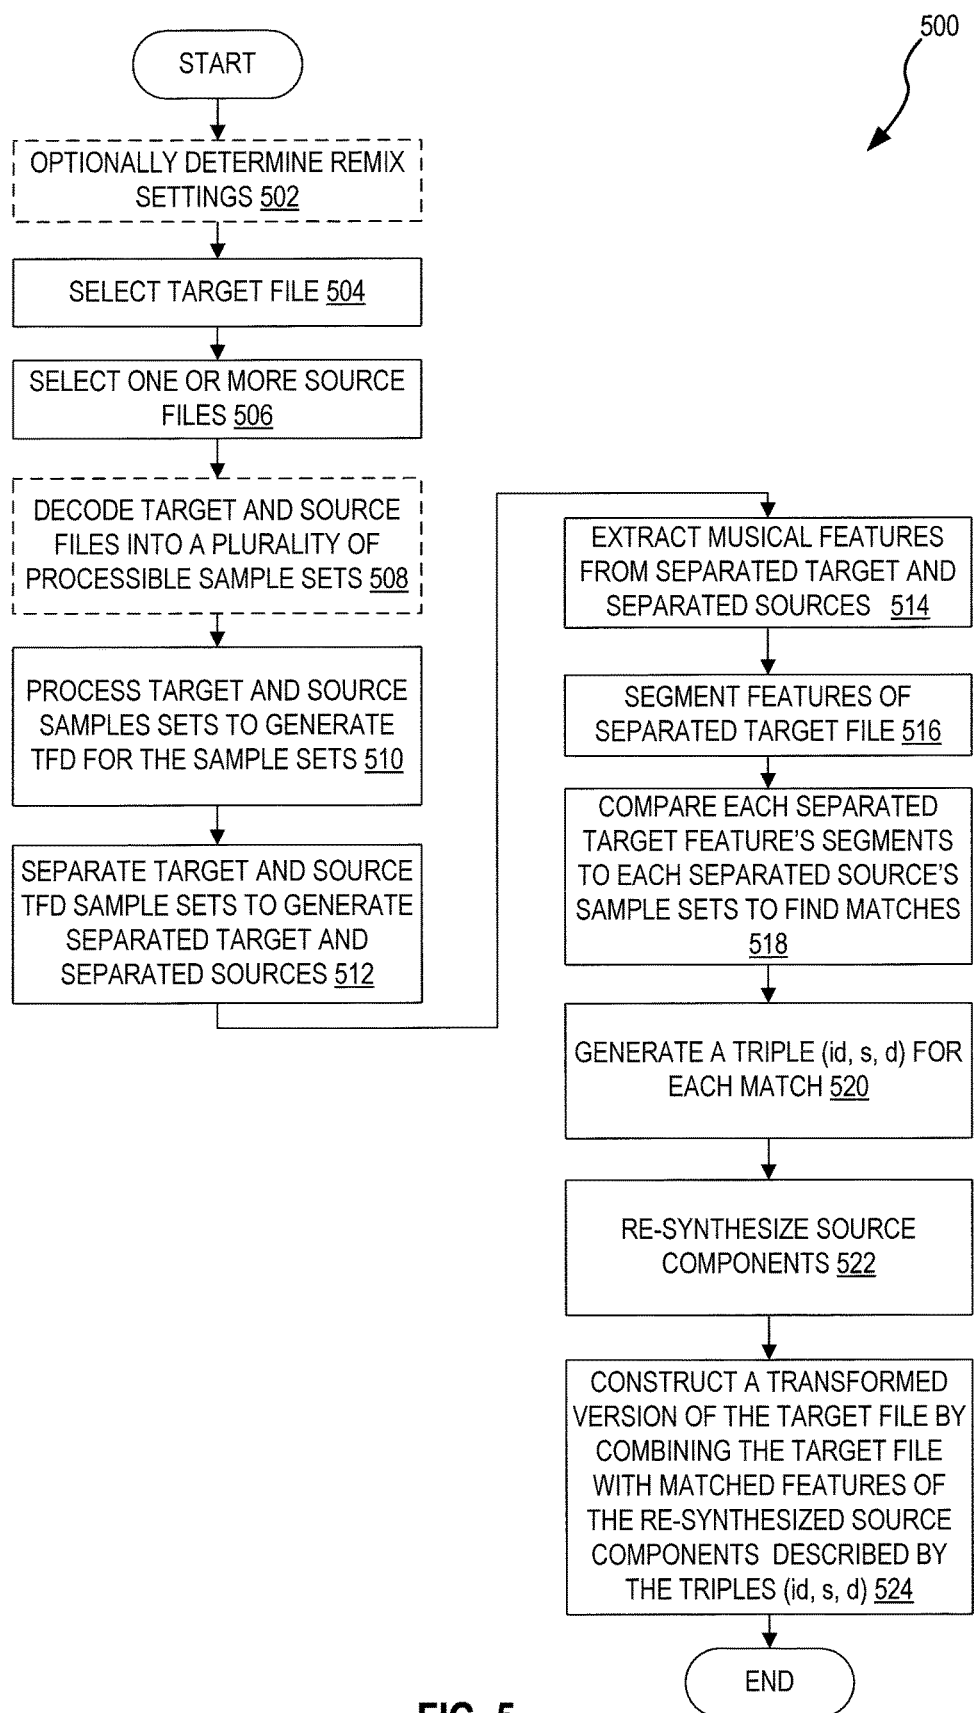 500
START
OPTIONALLY DETERMINE REMIX
SETTINGS 502
SELECT TARGET FILE 504
SELECT ONE OR MORE SOURCE
FILES 506
DECODE TARGET AND SOURCE
FILES INTO A PLURALITY OF
PROCESSIBLE SAMPLE SETS 508
PROCESS TARGET AND SOURCE
SAMPLES SETS TO GENERATE
TFD FOR THE SAMPLE SETS 510
SEPARATE TARGET AND SOURCE
TFD SAMPLE SETS TO GENERATE
SEPARATED TARGET AND
SEPARATED SOURCES 512
EXTRACT MUSICAL FEATURES
FROM SEPARATED TARGET AND
SEPARATED SOURCES 514
SEGMENT FEATURES OF
SEPARATED TARGET FILE 516
COMPARE EACH SEPARATED
TARGET FEATURE'S SEGMENTS
TO EACH SEPARATED SOURCE'S
SAMPLE SETS TO FIND MATCHES
518
GENERATE A TRIPLE (id, s, d) FOR
EACH MATCH 520
RE-SYNTHESIZE SOURCE
COMPONENTS 522
CONSTRUCT A TRANSFORMED
VERSION OF THE TARGET FILE BY
COMBINING THE TARGET FILE
WITH MATCHED FEATURES OF
THE RE-SYNTHESIZED SOURCE
COMPONENTS DESCRIBED BY
THE TRIPLES (id, s, d) 524
END
FIG. 5